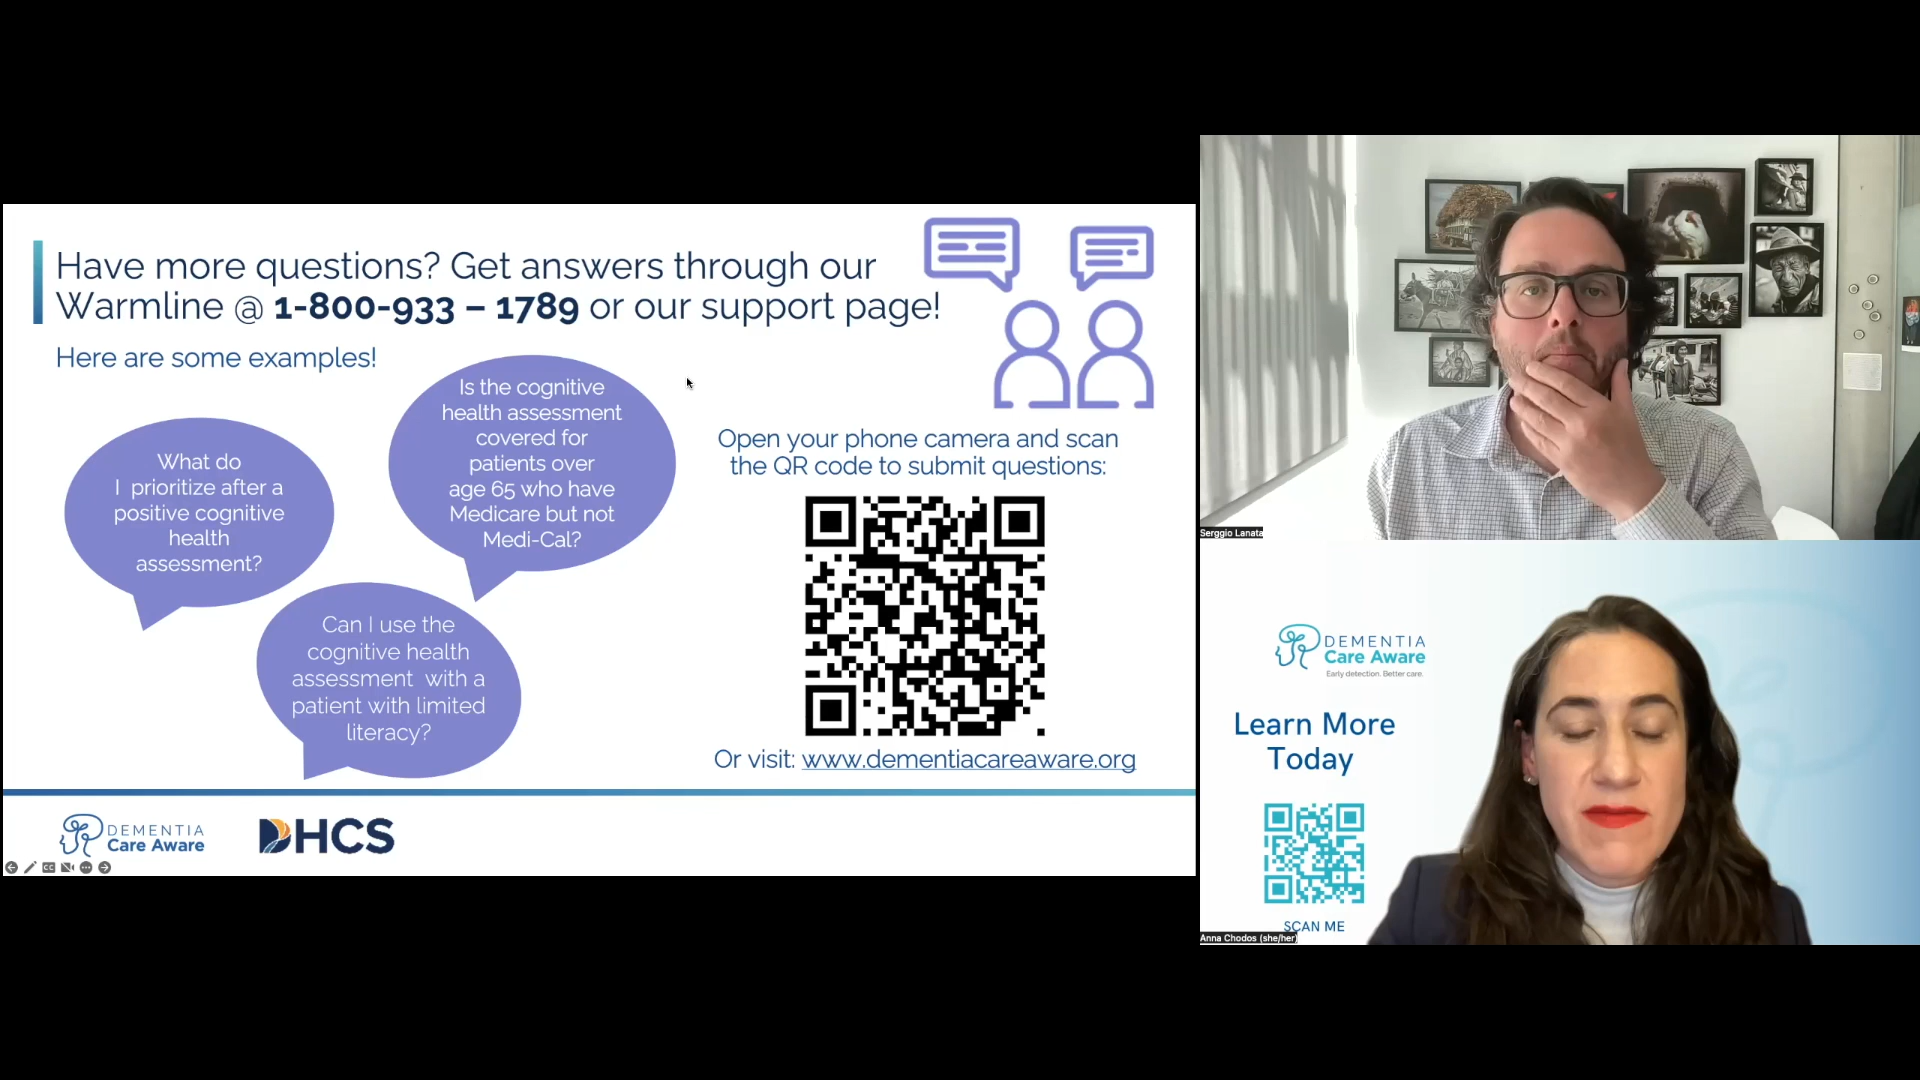 Have more questions? Get answers through our
Warmline @ 1-800-933 – 1789 or our support page!
Here are some examples!
What do
I prioritize after a
positive cognitive
health
assessment?
Is the cognitive
health assessment
covered for
patients over
age 65 who have
Medicare but not
Medi-Cal?
Can I use the
cognitive health
assessment with a
patient with limited
literacy?
Open your phone camera and scan
the QR code to submit questions:
Or visit: www.dementiacareaware.org
DEMENTIA
Care Aware
DHCS
CC
Serggio Lanata
DEMENTIA
Care Aware
Early detection. Better care.
Learn More
Today
SCAN ME
Anna Chodos (she/her)